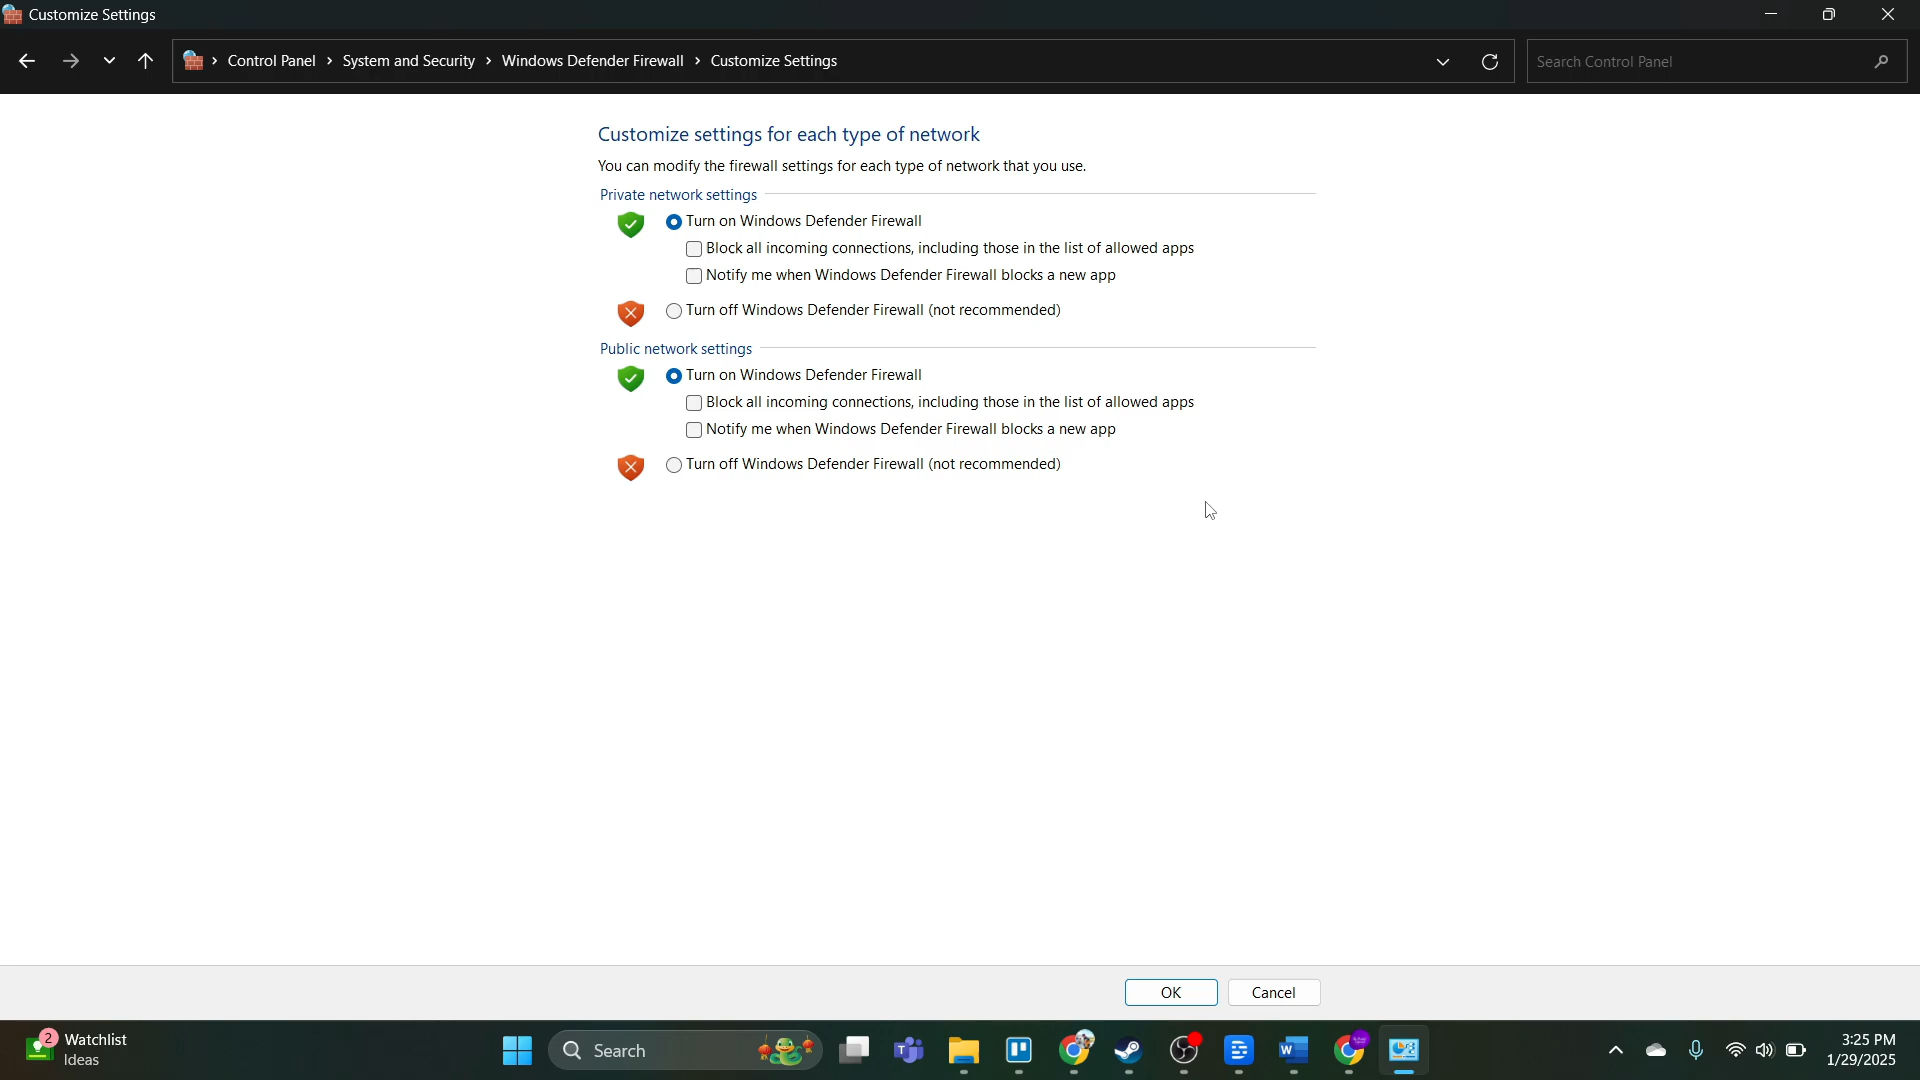 Customize Settings
Control Panel > System and Security > Windows Defender Firewall > Customize Settings
Search Control Panel
Customize settings for each type of network
You can modify the firewall settings for each type of network that you use.
Private network settings
Turn on Windows Defender Firewall
Block all incoming connections, including those in the list of allowed apps
Notify me when Windows Defender Firewall blocks a new app
Turn off Windows Defender Firewall (not recommended)
Public network settings
Turn on Windows Defender Firewall
Block all incoming connections, including those in the list of allowed apps
Notify me when Windows Defender Firewall blocks a new app
Turn off Windows Defender Firewall (not recommended)
OK
Cancel
2
Watchlist
Ideas
Search
3:25 PM
1/29/2025